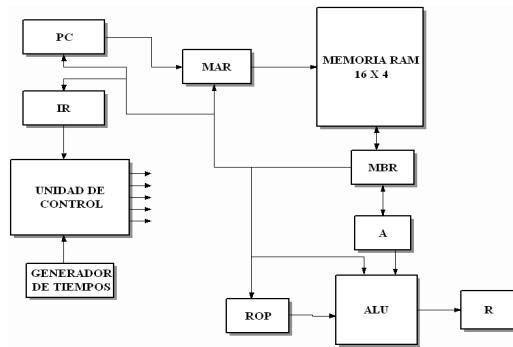 PC
MAR
MEMORIA RAM
16 X 4
IR
MBR
UNIDAD DE
CONTROL
A
GENERADOR
DE TIEMPOS
ROP
ALU
R